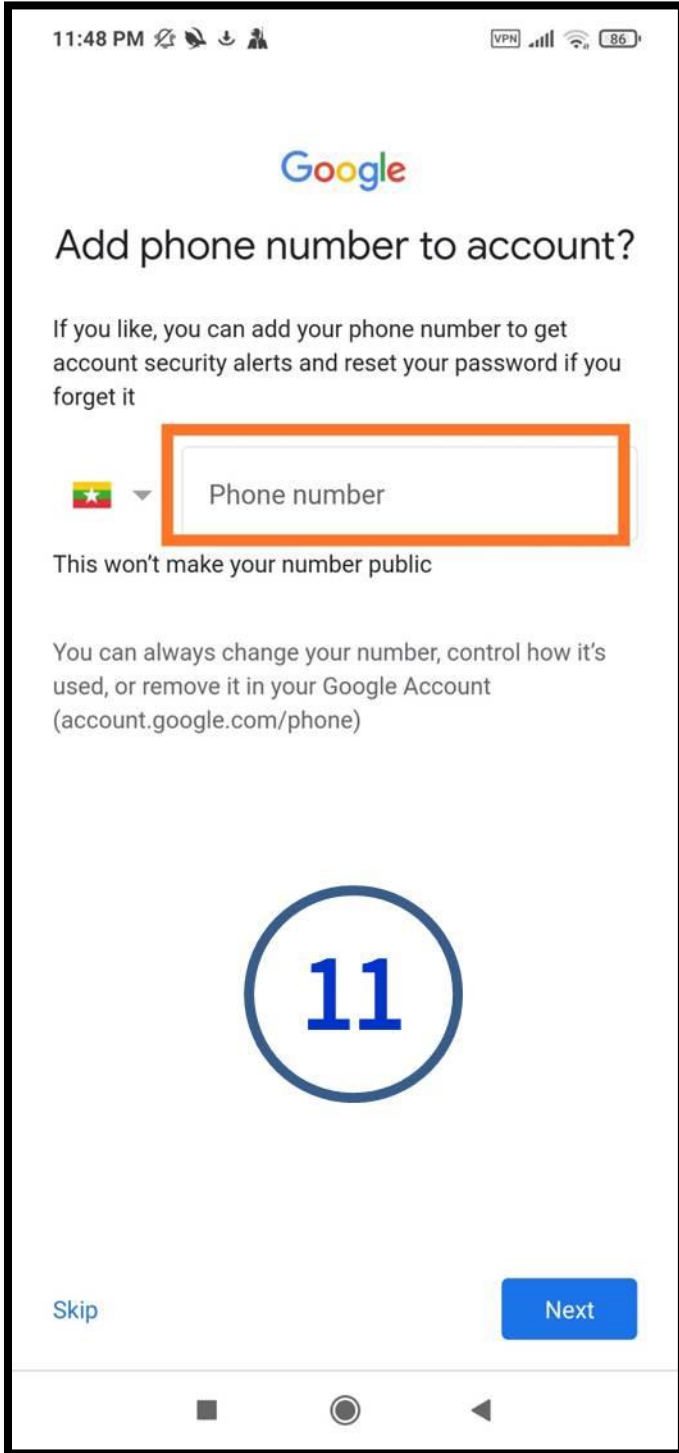 11:48 PM VPN 86
Google
Add phone number to account?
If you like, you can add your phone number to get
account security alerts and reset your password if you
forget it
Phone number
This won't make your number public
You can always change your number, control how it's
used, or remove it in your Google Account
(account.google.com/phone)
11
Skip Next